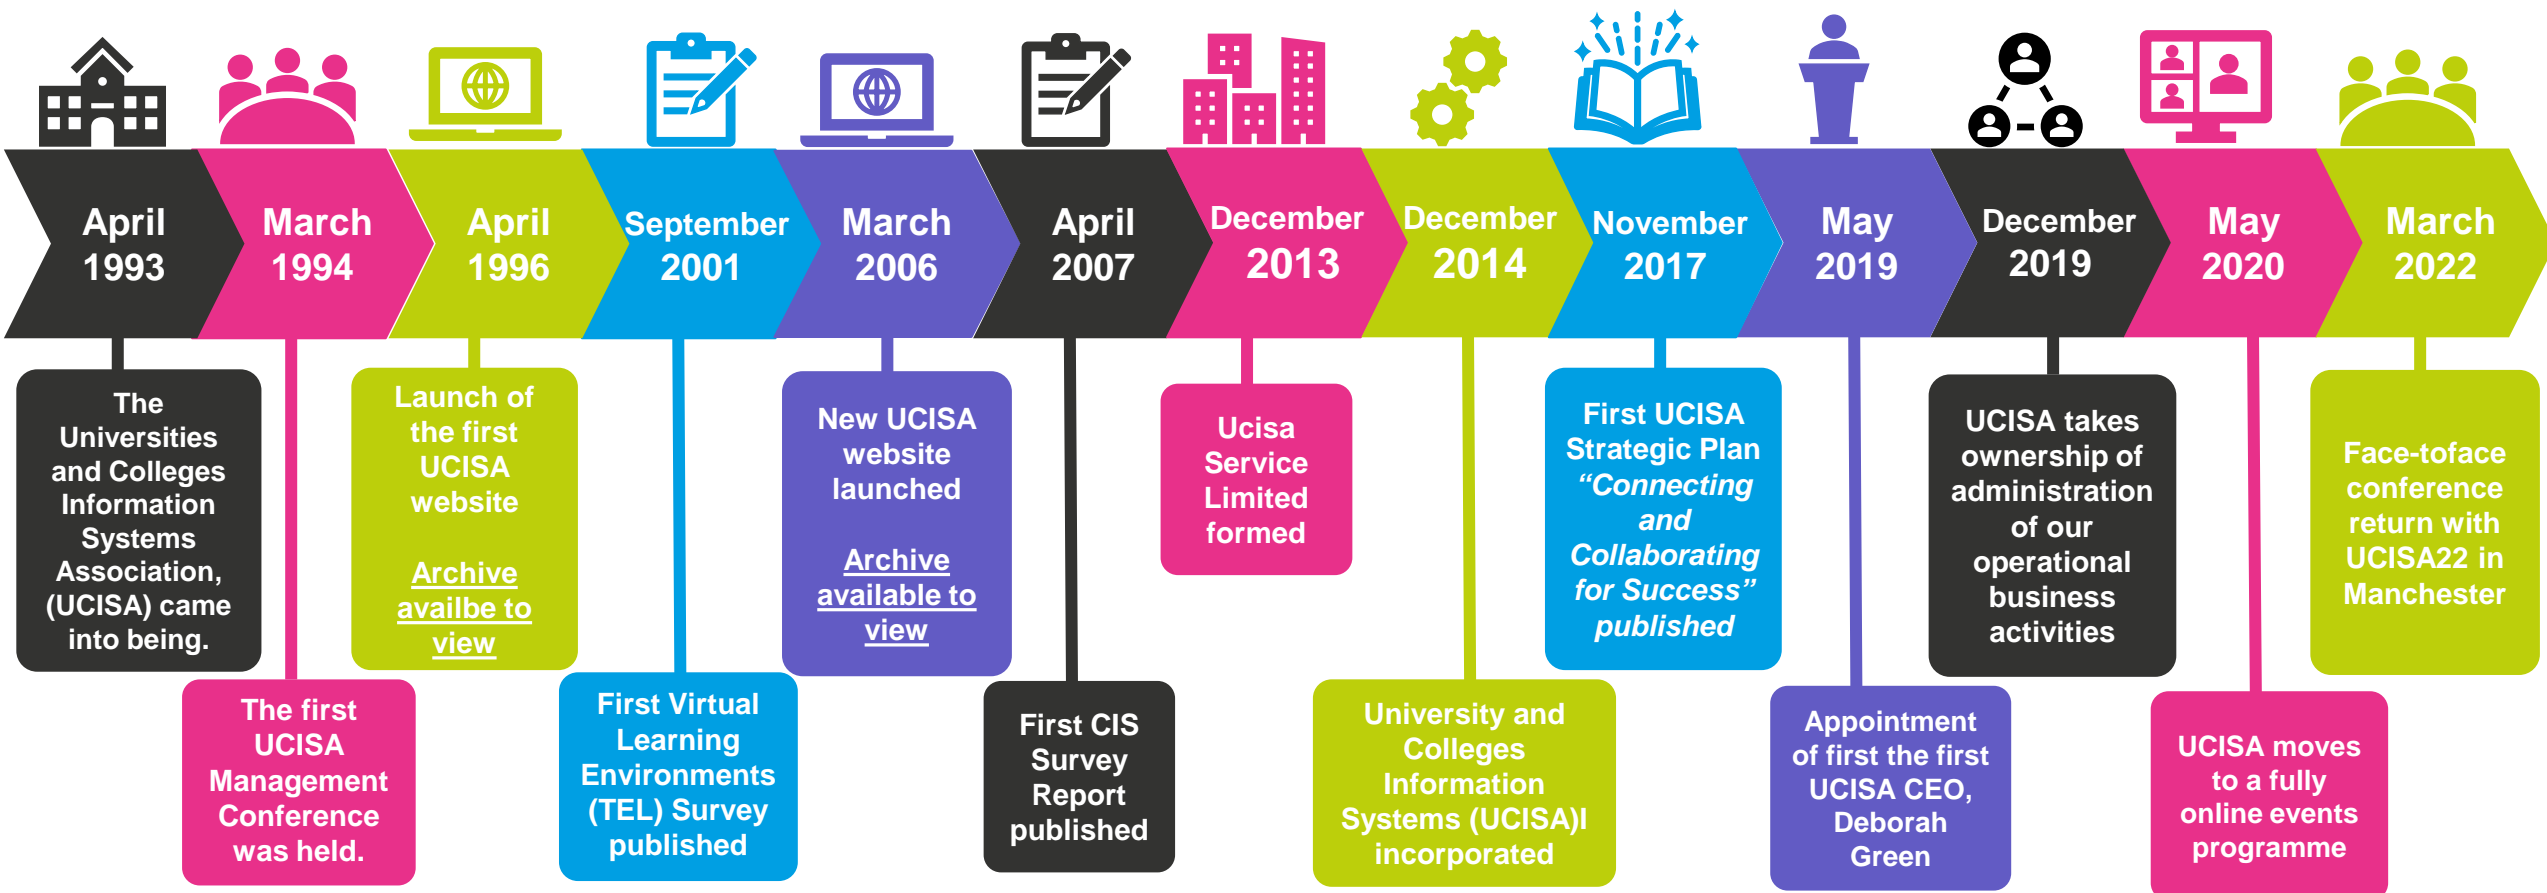 April
1993
March
1994
April
1996
September
2001
March
2006
April
2007
December
2013
December
2014
November
2017
May
2019
December
2019
May
2020
March
2022
The
Universities
and Colleges
Information
Systems
Association,
(UCISA) came
into being.
The first
UCISA
Management
Conference
was held.
Launch of
the first
UCISA
website
Archive
availbe to
view
First Virtual
Learning
Environments
(TEL) Survey
published
New UCISA
website
launched
Archive
available to
view
First CIS
Survey
Report
published
Ucisa
Service
Limited
formed
University and
Colleges
Information
Systems (UCISA)l
incorporated
First UCISA
Strategic Plan
“Connecting
and
Collaborating
for Success”
published
Appointment
of first the first
UCISA CEO,
Deborah
Green
UCISA takes
ownership of
administration
of our
operational
business
activities
UCISA moves
to a fully
online events
programme
Face-toface
conference
return with
UCISA22 in
Manchester